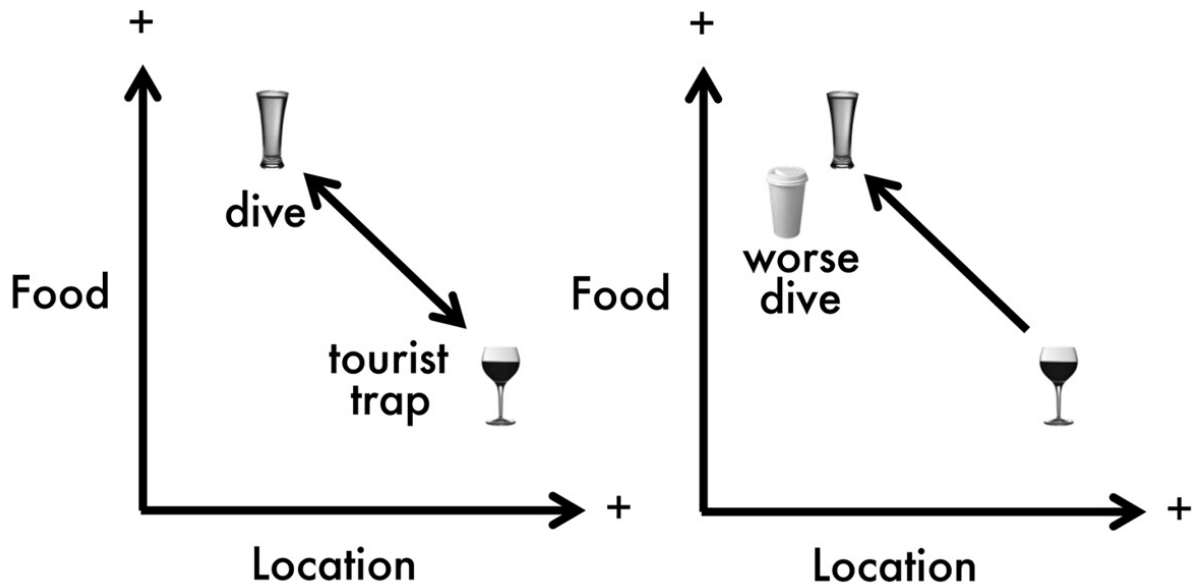 +
dive
Food
tourist
trap
+
Location
+
worse
dive
Food
+
Location